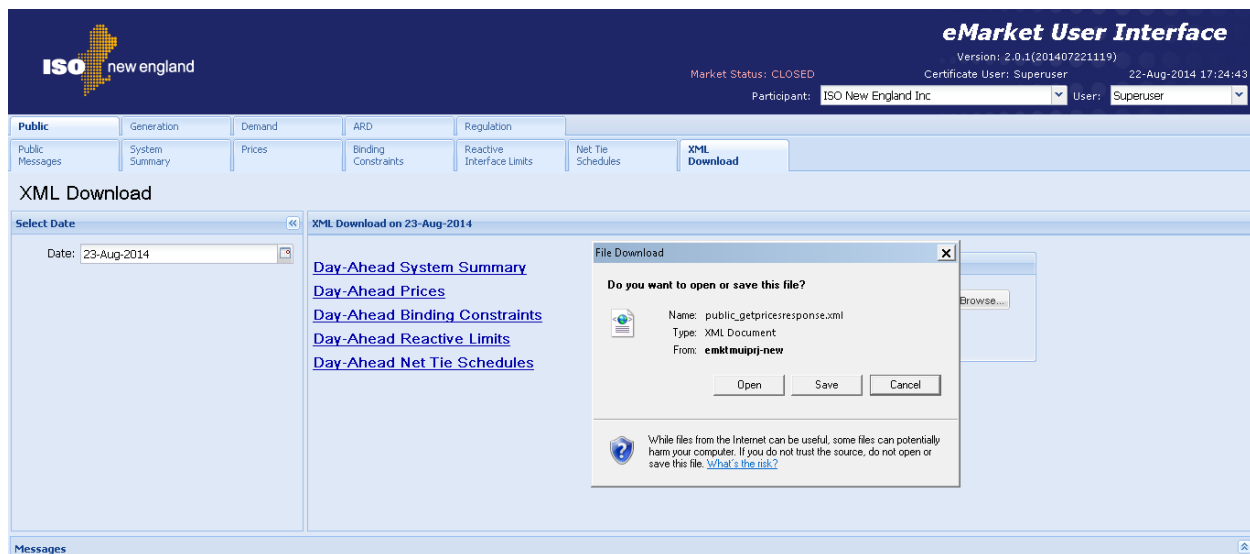 eMarket User Interface
Version: 2.0.1(201407221119)
ISO new england
Market Status: CLOSED Certificate User: Superuser 22-Aug-2014 17:24:43
Participant: ISO New England Inc User: Superuser
Public Generation Demand ARD Regulation
Public Messages System Summary Prices Binding Constraints Reactive Interface Limits Net Tie Schedules XML Download
XML Download
Select Date
Date: 23-Aug-2014
XML Download on 23-Aug-2014
Day-Ahead System Summary
Day-Ahead Prices
Day-Ahead Binding Constraints
Day-Ahead Reactive Limits
Day-Ahead Net Tie Schedules
Browse...
File Download
Do you want to open or save this file?
Name: public_getpricesresponse.xml
Type: XML Document
From: emktmuiprj-new
Open Save Cancel
While files from the Internet can be useful, some files can potentially
harm your computer. If you do not trust the source, do not open or
save this file. What's the risk?
Messages